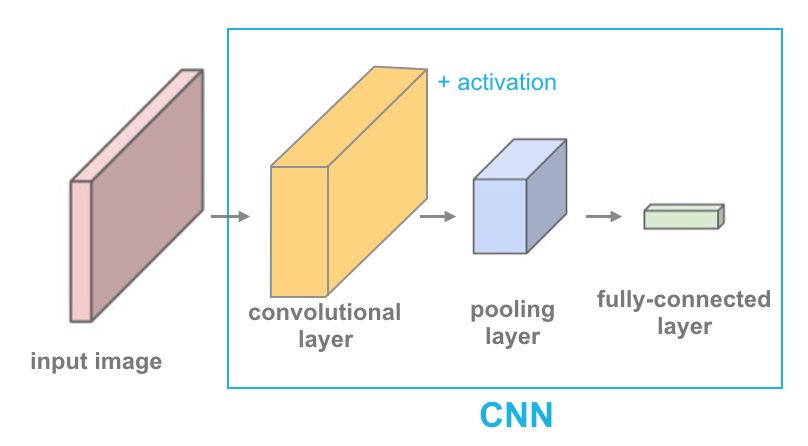 + activation
convolutional
layer
pooling
layer
fully-connected
layer
input image
CNN